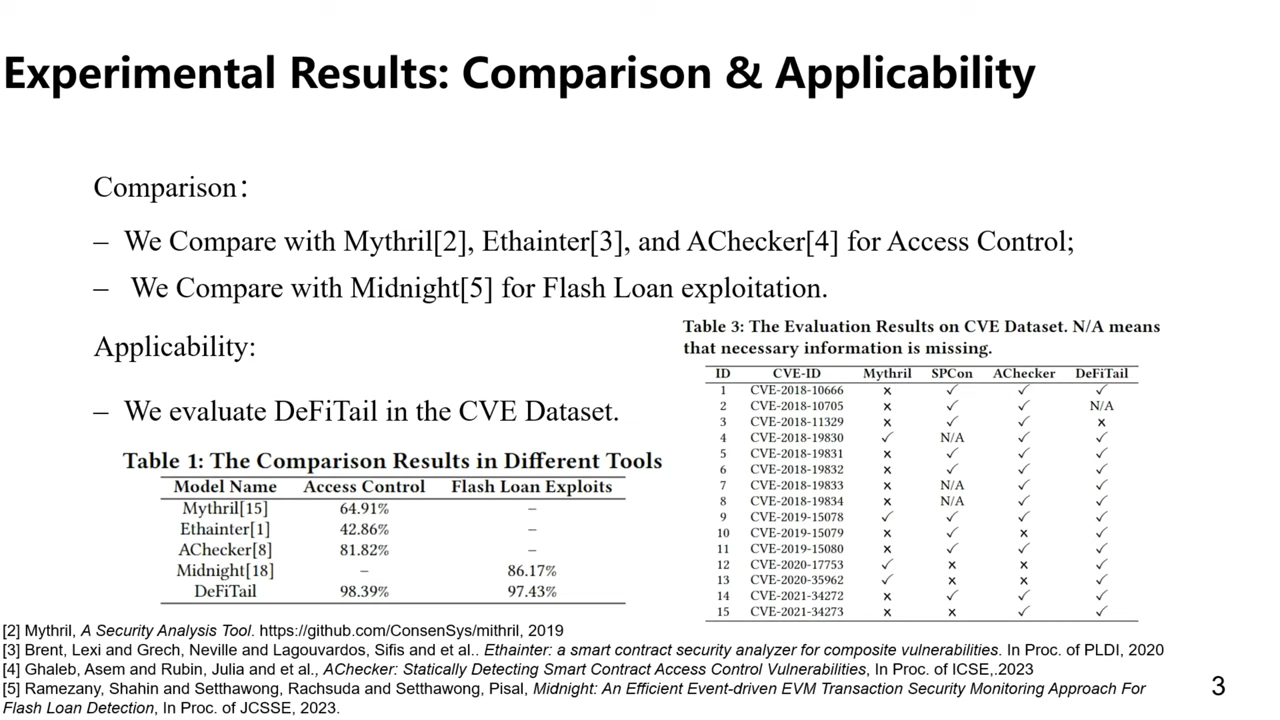 Experimental Results: Comparison & Applicability
Comparison：
– We Compare with Mythril[2], Ethainter[3], and AChecker[4] for Access Control;
– We Compare with Midnight[5] for Flash Loan exploitation.
Applicability:
– We evaluate DeFiTail in the CVE Dataset.
Table 1: The Comparison Results in Different Tools
Model Name Access Control Flash Loan Exploits
Mythril[15] 64.91% –
Ethainter[1] 42.86% –
AChecker[8] 81.82% –
Midnight[18] – 86.17%
DeFiTail 98.39% 97.43%
Table 3: The Evaluation Results on CVE Dataset. N/A means
that necessary information is missing.
ID CVE-ID Mythril SPCon AChecker DeFiTail
1 CVE-2018-10666 × ✓ ✓ ✓
2 CVE-2018-10705 × ✓ ✓ N/A
3 CVE-2018-11329 × ✓ ✓ ×
4 CVE-2018-19830 ✓ N/A ✓ ✓
5 CVE-2018-19831 × ✓ ✓ ✓
6 CVE-2018-19832 × ✓ ✓ ✓
7 CVE-2018-19833 × N/A ✓ ✓
8 CVE-2018-19834 × N/A ✓ ✓
9 CVE-2019-15078 ✓ ✓ ✓ ✓
10 CVE-2019-15079 × ✓ × ✓
11 CVE-2019-15080 × ✓ ✓ ✓
12 CVE-2020-17753 ✓ × × ✓
13 CVE-2020-35962 ✓ × × ✓
14 CVE-2021-34272 × ✓ ✓ ✓
15 CVE-2021-34273 × × ✓ ✓
[2] Mythril, A Security Analysis Tool. https://github.com/ConsenSys/mithril, 2019
[3] Brent, Lexi and Grech, Neville and Lagouvardos, Sifis and et al.. Ethainter: a smart contract security analyzer for composite vulnerabilities. In Proc. of PLDI, 2020
[4] Ghaleb, Asem and Rubin, Julia and et al., AChecker: Statically Detecting Smart Contract Access Control Vulnerabilities, In Proc. of ICSE,.2023
[5] Ramezany, Shahin and Setthawong, Rachsuda and Setthawong, Pisal, Midnight: An Efficient Event-driven EVM Transaction Security Monitoring Approach For
Flash Loan Detection, In Proc. of JCSSE, 2023.
3